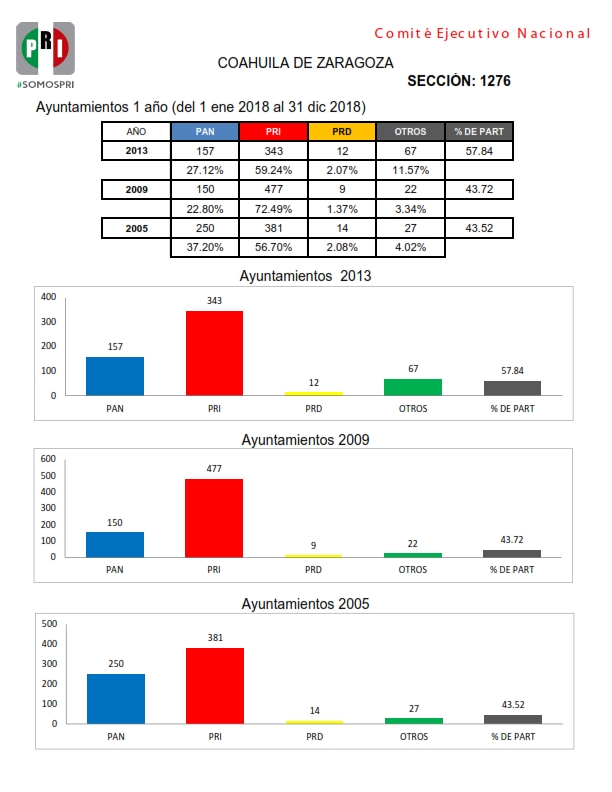 Comité Ejecutivo Nacional
PRI
#SOMOSPRI
COAHUILA DE ZARAGOZA
SECCIÓN: 1276
Ayuntamientos 1 año (del 1 ene 2018 al 31 dic 2018)
AÑO PAN PRI PRD OTROS % DE PART
2013 157 343 12 67 57.84
27.12% 59.24% 2.07% 11.57%
2009 150 477 9 22 43.72
22.80% 72.49% 1.37% 3.34%
2005 250 381 14 27 43.52
37.20% 56.70% 2.08% 4.02%
Ayuntamientos 2013
400
300
200
100
0
157 343 12 67 57.84
PAN PRI PRD OTROS % DE PART
Ayuntamientos 2009
600
500
400
300
200
100
0
150 477 9 22 43.72
PAN PRI PRD OTROS % DE PART
Ayuntamientos 2005
500
400
300
200
100
0
250 381 14 27 43.52
PAN PRI PRD OTROS % DE PART